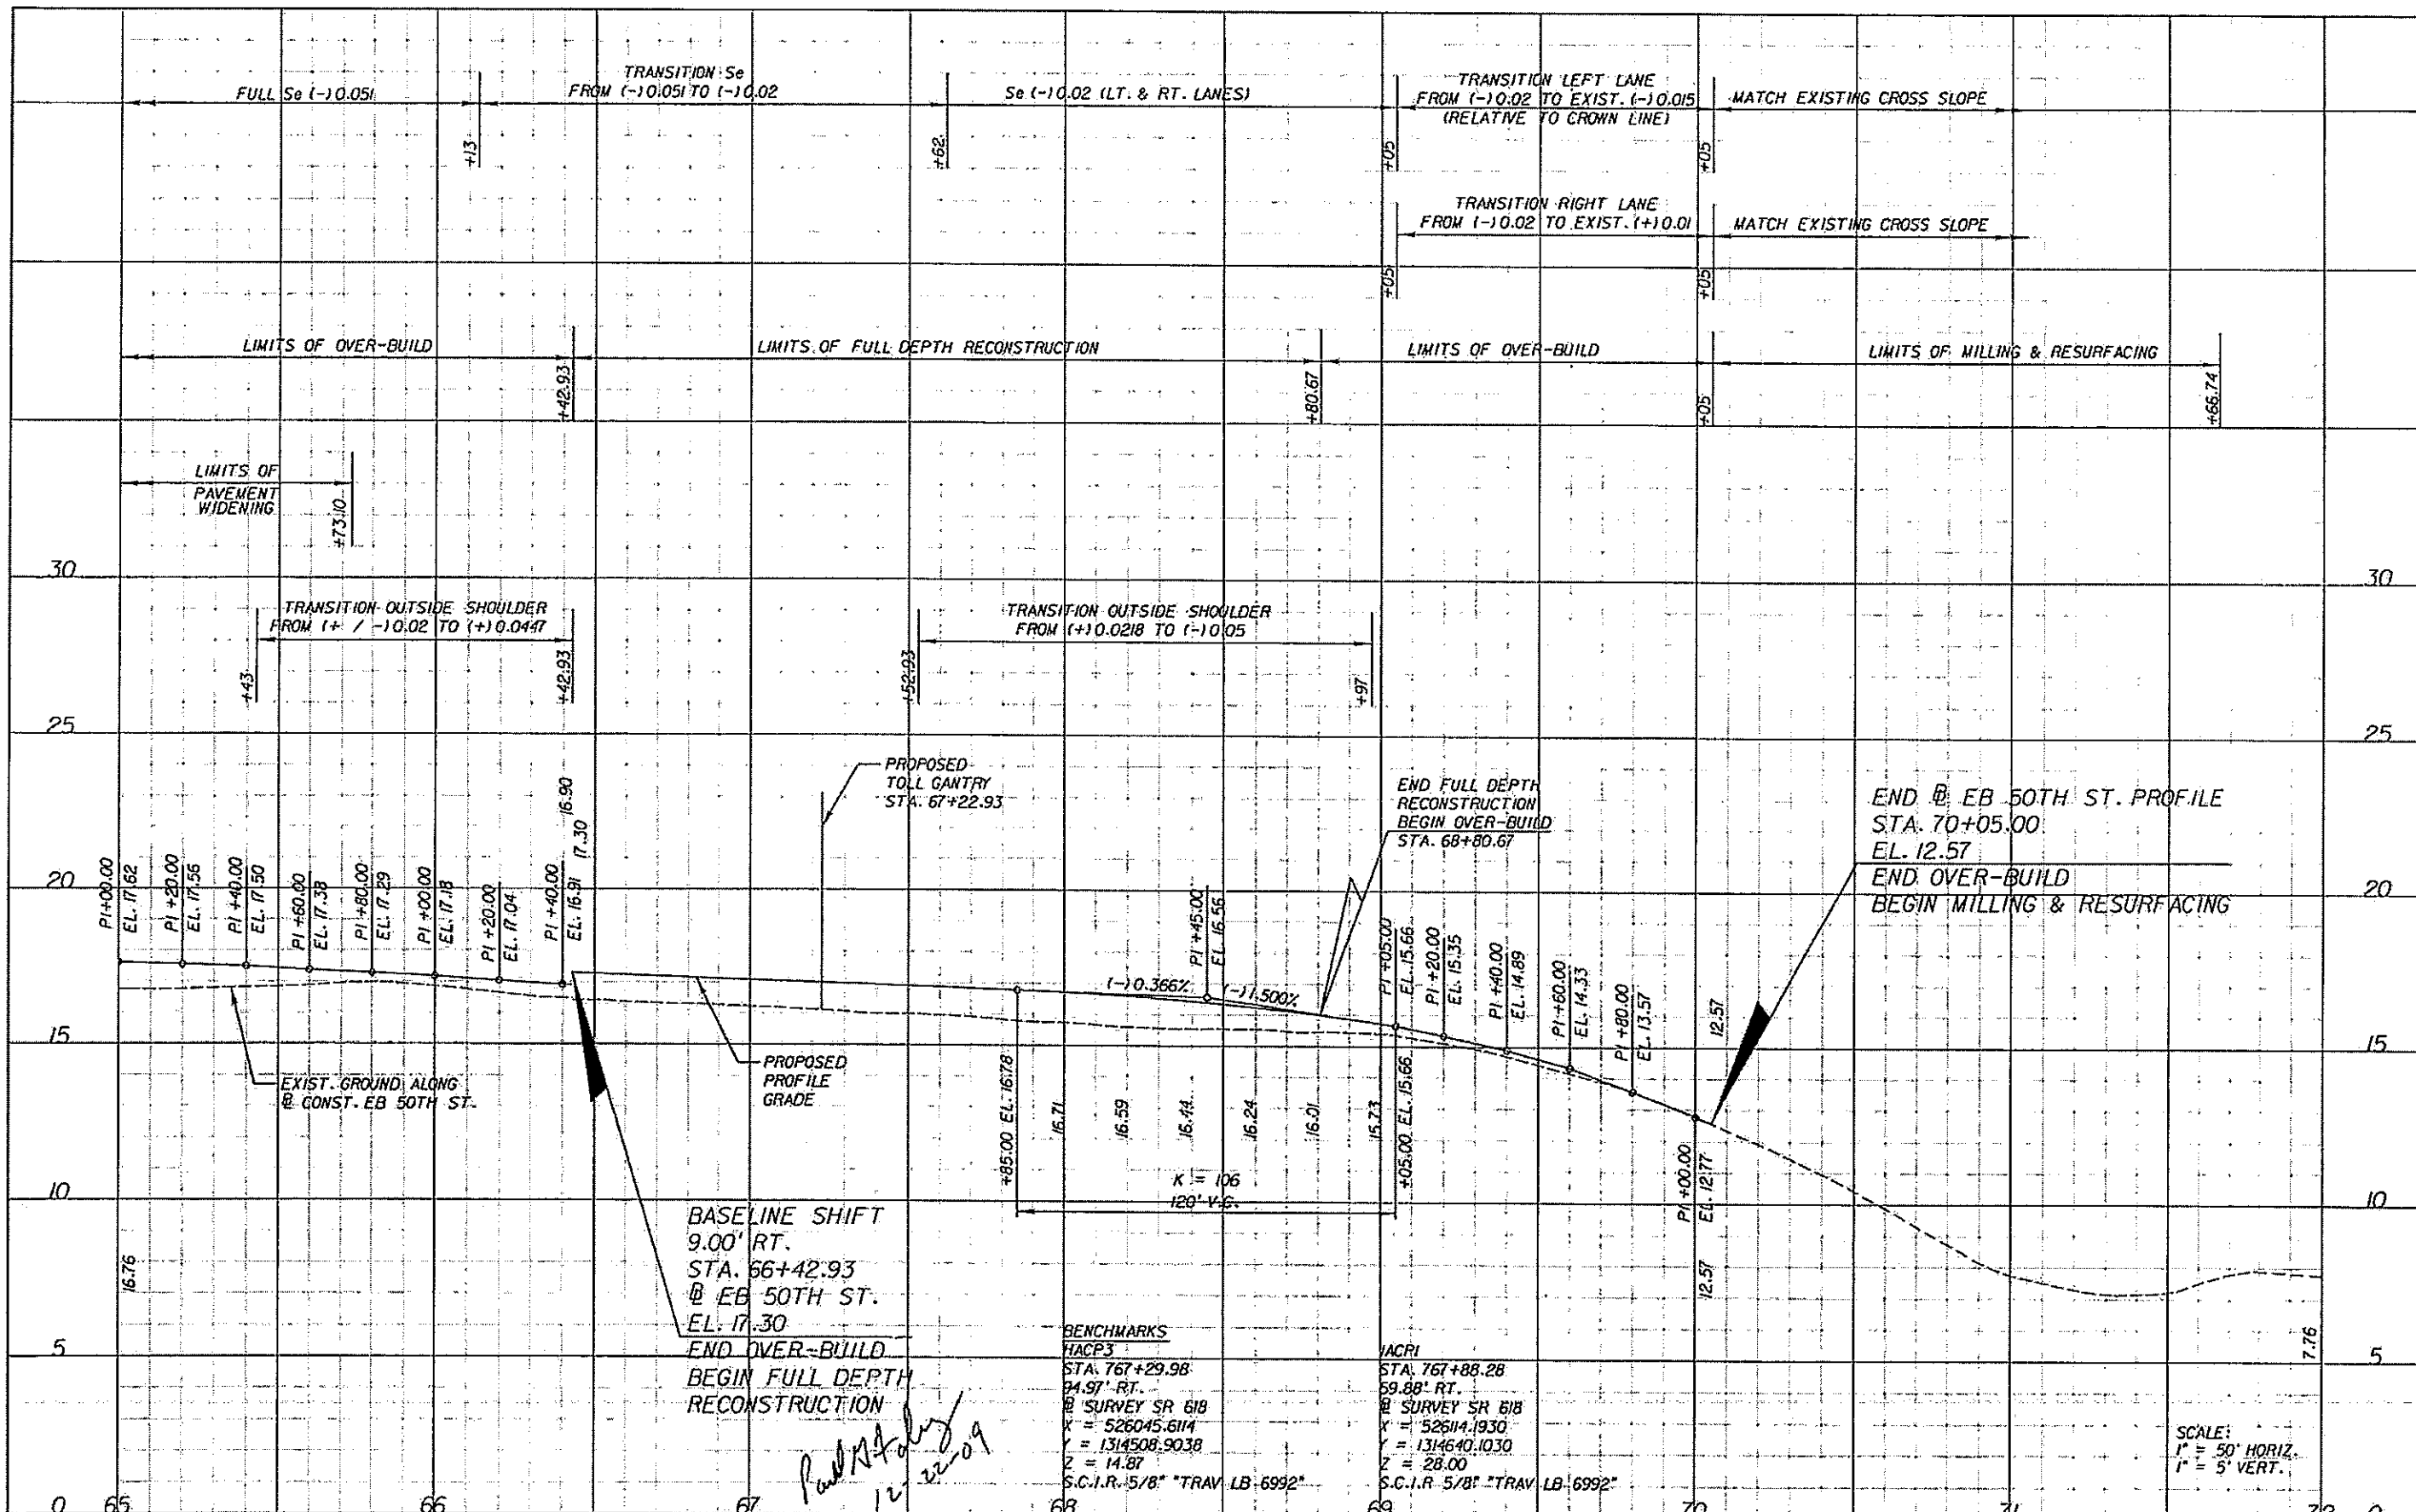 FULL Se (-) 0.051
TRANSITION Se
FROM (-) 0.051 TO (-) 0.02
Se (-) 0.02 (LT. & RT. LANES)
TRANSITION LEFT LANE
FROM (-) 0.02 TO EXIST. (-) 0.015
(RELATIVE TO CROWN LINE)
MATCH EXISTING CROSS SLOPE
+13
+62
+05
+05
TRANSITION RIGHT LANE
FROM (-) 0.02 TO EXIST. (+) 0.01
MATCH EXISTING CROSS SLOPE
+05
+05
LIMITS OF OVER-BUILD
LIMITS OF FULL DEPTH RECONSTRUCTION
LIMITS OF OVER-BUILD
LIMITS OF MILLING & RESURFACING
+42.93
+80.67
+05
+66.74
LIMITS OF
PAVEMENT
WIDENING
+73.10
30
30
TRANSITION OUTSIDE SHOULDER
FROM (+ / -) 0.02 TO (+) 0.0447
TRANSITION OUTSIDE SHOULDER
FROM (+) 0.0218 TO (-) 0.05
+43
+42.93
+52.93
+97
25
25
PROPOSED
TOLL GANTRY
STA. 67+22.93
END FULL DEPTH
RECONSTRUCTION
BEGIN OVER-BUILD
STA. 68+80.67
END B EB 50TH ST. PROFILE
STA. 70+05.00
EL. 12.57
END OVER-BUILD
BEGIN MILLING & RESURFACING
20
20
PI +00.00
EL. 17.62
PI +20.00
EL. 17.56
PI +40.00
EL. 17.50
PI +60.00
EL. 17.38
PI +80.00
EL. 17.29
PI +00.00
EL. 17.18
PI +20.00
EL. 17.04
PI +40.00
EL. 16.91
16.90
17.30
PI +45.00
EL. 16.56
PI +05.00
EL. 15.66
PI +20.00
EL. 15.35
PI +40.00
EL. 14.89
PI +60.00
EL. 14.33
PI +80.00
EL. 13.57
12.57
(-) 0.366%
(-) 1.500%
15
15
EXIST. GROUND ALONG
B CONST. EB 50TH ST.
PROPOSED
PROFILE
GRADE
+85.00 EL. 16.78
16.71
16.59
16.44
16.24
16.01
15.73
+05.00 EL. 15.66
K = 106
120' V.C.
PI +00.00
EL. 12.77
10
10
16.76
12.57
7.76
BASELINE SHIFT
9.00' RT.
STA. 66+42.93
B EB 50TH ST.
EL. 17.30
END OVER-BUILD
BEGIN FULL DEPTH
RECONSTRUCTION
5
5
BENCHMARKS
HACP3
STA. 767+29.98
94.97' RT.
B SURVEY SR 618
X = 526045.6114
Y = 1314508.9038
Z = 14.87
S.C.I.R. 5/8" "TRAV LB 6992"
IACR1
STA. 767+88.28
59.88' RT.
B SURVEY SR 618
X = 526114.1930
Y = 1314640.1030
Z = 28.00
S.C.I.R 5/8" "TRAV LB 6992"
12-22-09
SCALE:
1" = 50' HORIZ.
1" = 5' VERT.
0
65
66
67
68
69
70
71
72
0